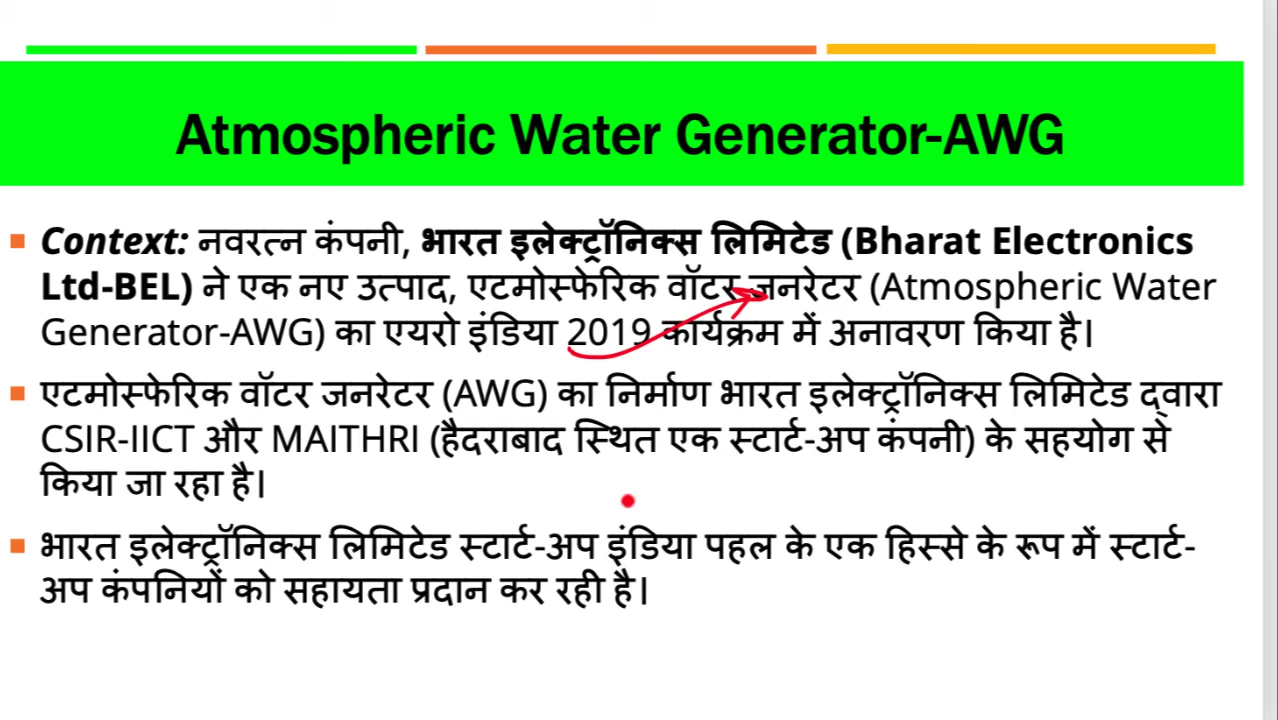 Atmospheric Water Generator-AWG
Context: नवरत्न कंपनी, भारत इलेक्ट्रॉनिक्स लिमिटेड (Bharat Electronics
Ltd-BEL) ने एक नए उत्पाद, एटमोस्फेरिक वॉटर जनरेटर (Atmospheric Water
Generator-AWG) का एयरो इंडिया 2019 कार्यक्रम में अनावरण किया है।
एटमोस्फेरिक वॉटर जनरेटर (AWG) का निर्माण भारत इलेक्ट्रॉनिक्स लिमिटेड द्वारा
CSIR-IICT और MAITHRI (हैदराबाद स्थित एक स्टार्ट-अप कंपनी) के सहयोग से
किया जा रहा है।
भारत इलेक्ट्रॉनिक्स लिमिटेड स्टार्ट-अप इंडिया पहल के एक हिस्से के रूप में स्टार्ट-
अप कंपनियों को सहायता प्रदान कर रही है।